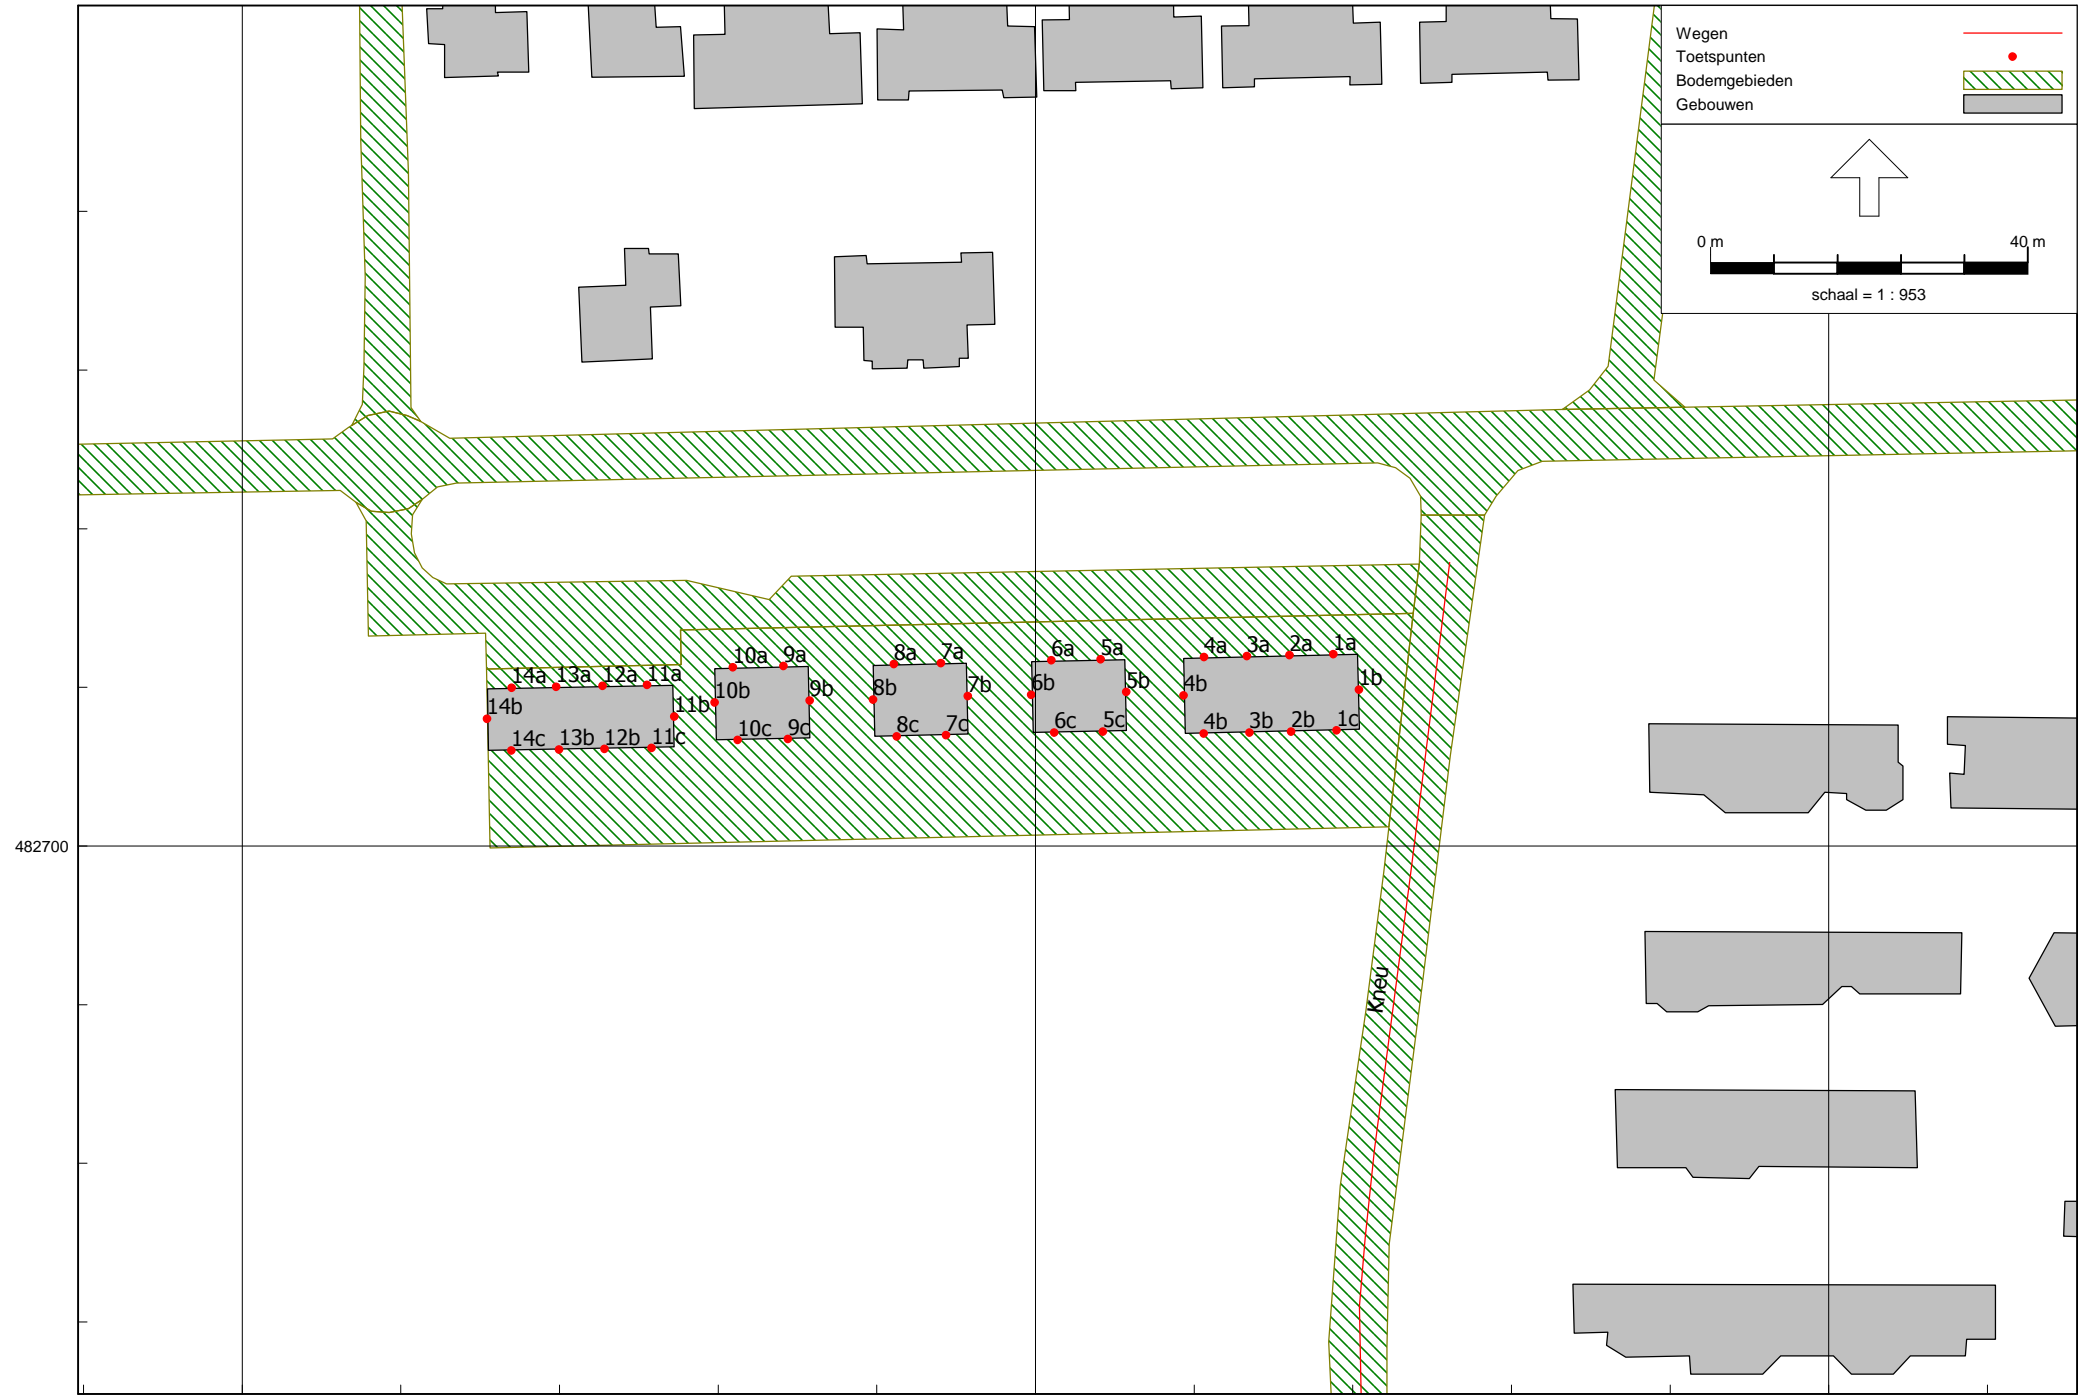 Wegen
Toetspunten
Bodemgebieden
Gebouwen
0 m 40 m
schaal = 1 : 953
10a 9a 8a 7a 6a 5a 4a 3a 2a 1a
14a 13a 12a 11a
10b 9b 8b 7b 6b 5b 4b 1b
14b 11b
14c 13b 12b 11c 10c 9c 8c 7c 6c 5c 4b 3b 2b 1c
482700
Kneu